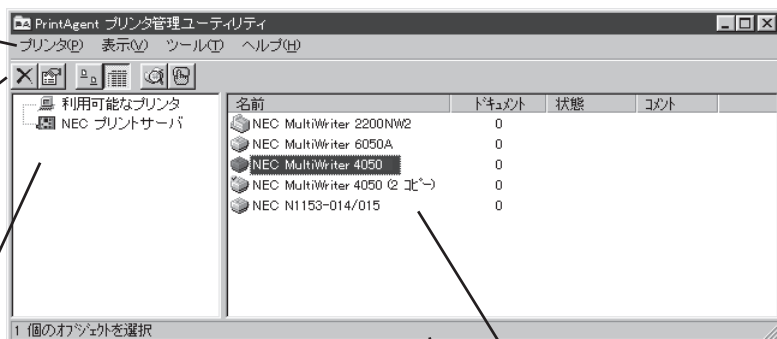 PrintAgent プリンタ管理ユーティリティ
プリンタ(P) 表示(V) ツール(T) ヘルプ(H)
利用可能なプリンタ
NEC プリントサーバ
名前 ドキュメント 状態 コメント
NEC MultiWriter 2200NW2 0
NEC MultiWriter 6050A 0
NEC MultiWriter 4050 0
NEC MultiWriter 4050 (2 コピー) 0
NEC N1153-014/015 0
1 個のオブジェクトを選択